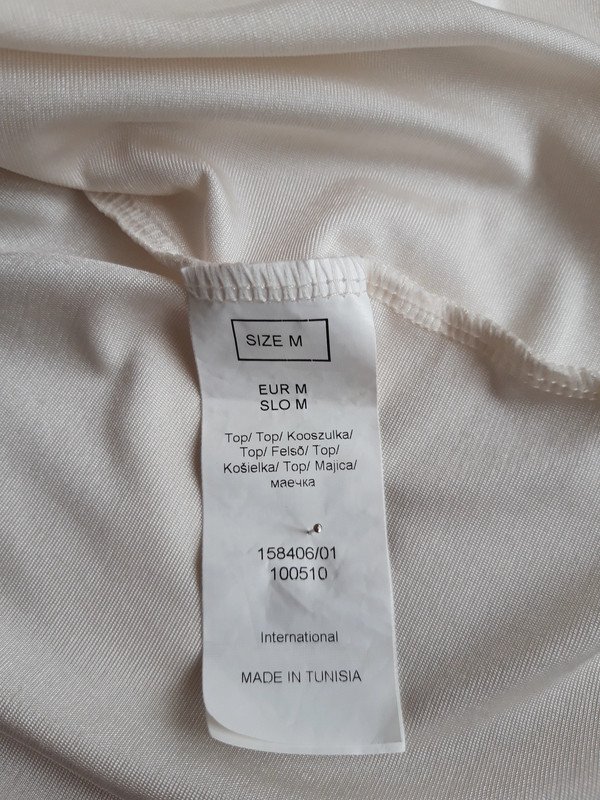 SIZE M
EUR M
SLO M
Top/ Top/ Kooszulka/
Top/ Felsõ/ Top/
Košielka/ Top/ Majica/
маечка
158406/01
100510
International
MADE IN TUNISIA